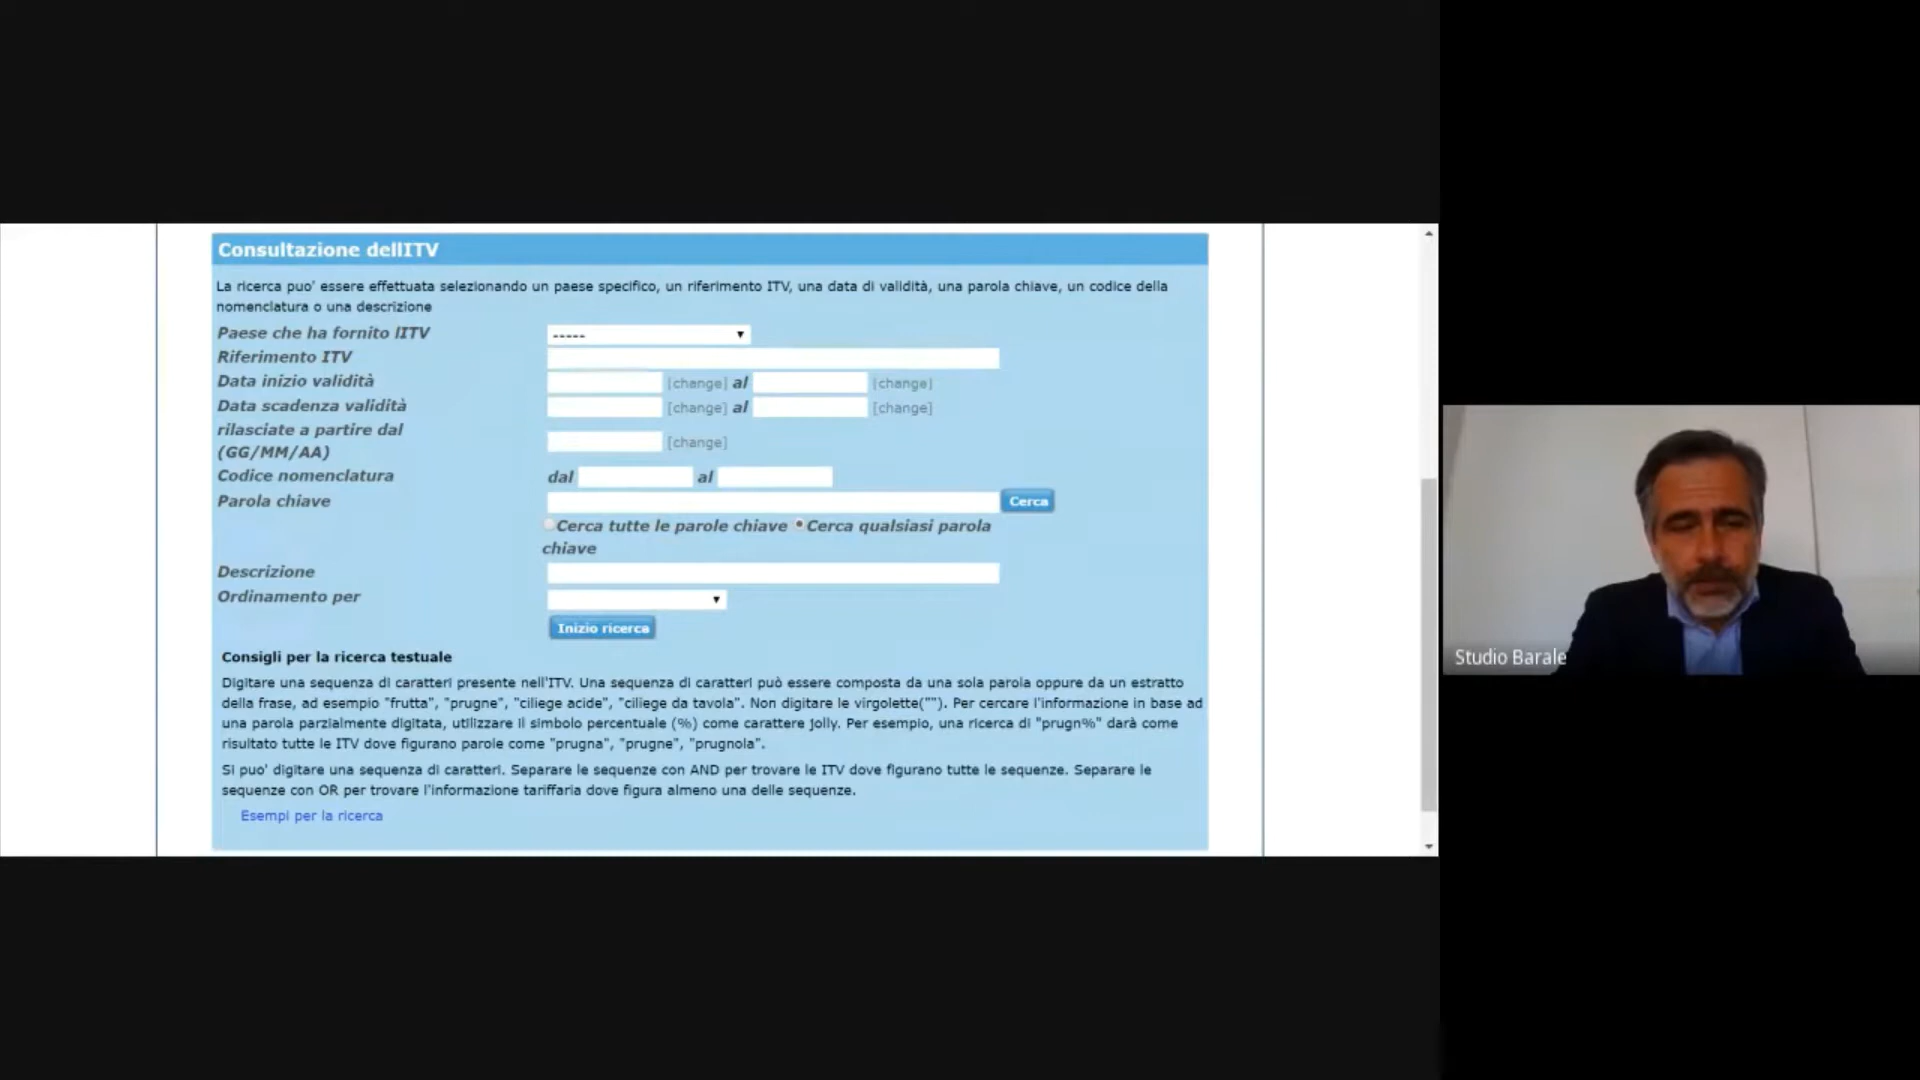 Consultazione dellITV
La ricerca puo' essere effettuata selezionando un paese specifico, un riferimento ITV, una data di validità, una parola chiave, un codice della
nomenclatura o una descrizione
Paese che ha fornito lITV -----
Riferimento ITV
Data inizio validità [change] al [change]
Data scadenza validità [change] al [change]
rilasciate a partire dal
(GG/MM/AA) [change]
Codice nomenclatura dal al
Parola chiave Cerca
Cerca tutte le parole chiave Cerca qualsiasi parola
chiave
Descrizione
Ordinamento per
Inizio ricerca
Consigli per la ricerca testuale
Digitare una sequenza di caratteri presente nell'ITV. Una sequenza di caratteri può essere composta da una sola parola oppure da un estratto
della frase, ad esempio "frutta", "prugne", "ciliege acide", "ciliege da tavola". Non digitare le virgolette(""). Per cercare l'informazione in base ad
una parola parzialmente digitata, utilizzare il simbolo percentuale (%) come carattere jolly. Per esempio, una ricerca di "prugn%" darà come
risultato tutte le ITV dove figurano parole come "prugna", "prugne", "prugnola".
Si puo' digitare una sequenza di caratteri. Separare le sequenze con AND per trovare le ITV dove figurano tutte le sequenze. Separare le
sequenze con OR per trovare l'informazione tariffaria dove figura almeno una delle sequenze.
Esempi per la ricerca
Studio Barale